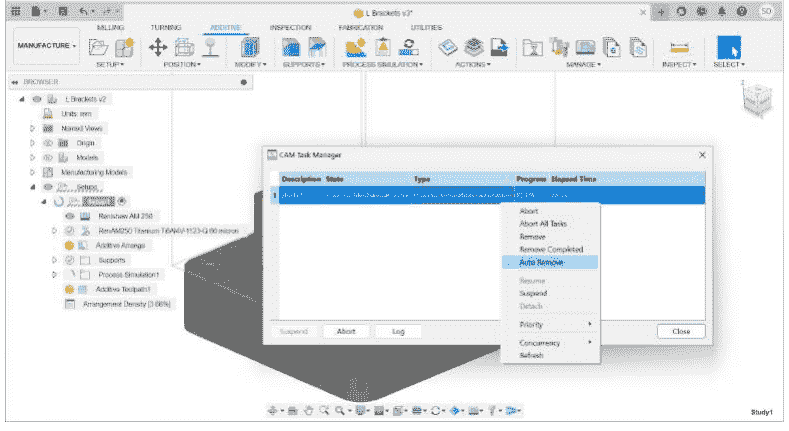 L Brackets v3*
SD
MILLING TURNING ADDITIVE INSPECTION FABRICATION UTILITIES
MANUFACTURE
SETUP POSITION MODIFY SUPPORTS PROCESS SIMULATION ACTIONS MANAGE INSPECT SELECT
BROWSER
L Brackets v2
Units: mm
Named Views
Origin
Models
Manufacturing Models
Setups
Renishaw AM 250
RenAM250 Titanium Ti6Al4V-1123-Q 60 micron
Additive Arrange
Supports
Process Simulation1
Additive Toolpath1
Arrangement Density [3.66%]
CAM Task Manager
Description State Type Progress Elapsed Time
1
Abort
Abort All Tasks
Remove
Remove Completed
Auto Remove
Resume
Suspend
Detach
Priority
Concurrency
Refresh
Suspend Abort Log Close
Study1